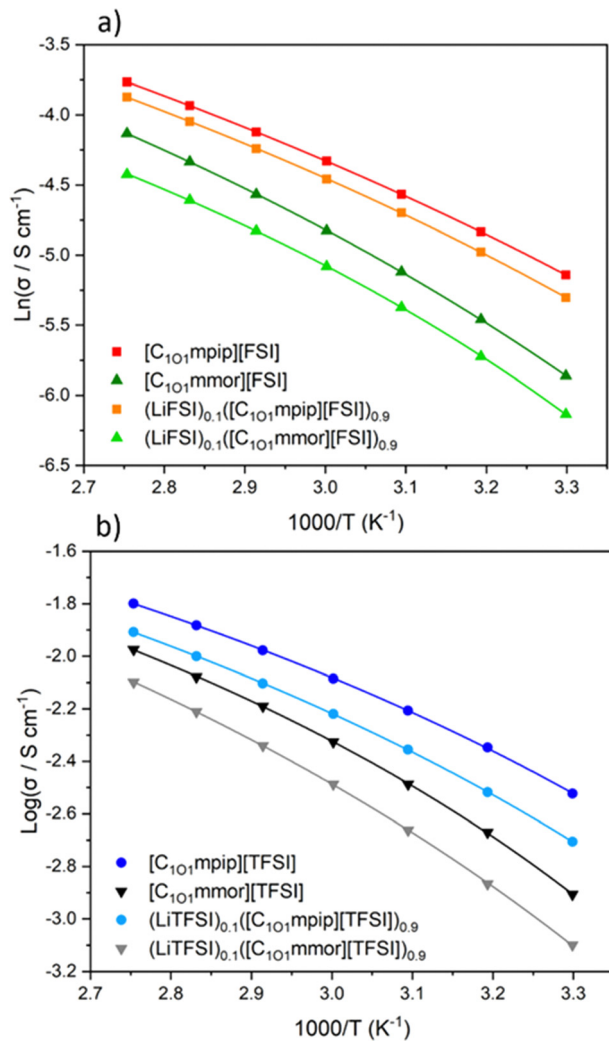 a)
-3.5
-4.0
-4.5
-5.0
-5.5
-6.0
-6.5
Ln(σ / S cm⁻¹)
[C₁O₁mpip][FSI]
[C₁O₁mmor][FSI]
(LiFSI)₀.₁([C₁O₁mpip][FSI])₀.₉
(LiFSI)₀.₁([C₁O₁mmor][FSI])₀.₉
2.7 2.8 2.9 3.0 3.1 3.2 3.3
1000/T (K⁻¹)
b)
-1.6
-1.8
-2.0
-2.2
-2.4
-2.6
-2.8
-3.0
-3.2
Log(σ / S cm⁻¹)
[C₁O₁mpip][TFSI]
[C₁O₁mmor][TFSI]
(LiTFSI)₀.₁([C₁O₁mpip][TFSI])₀.₉
(LiTFSI)₀.₁([C₁O₁mmor][TFSI])₀.₉
2.7 2.8 2.9 3.0 3.1 3.2 3.3
1000/T (K⁻¹)